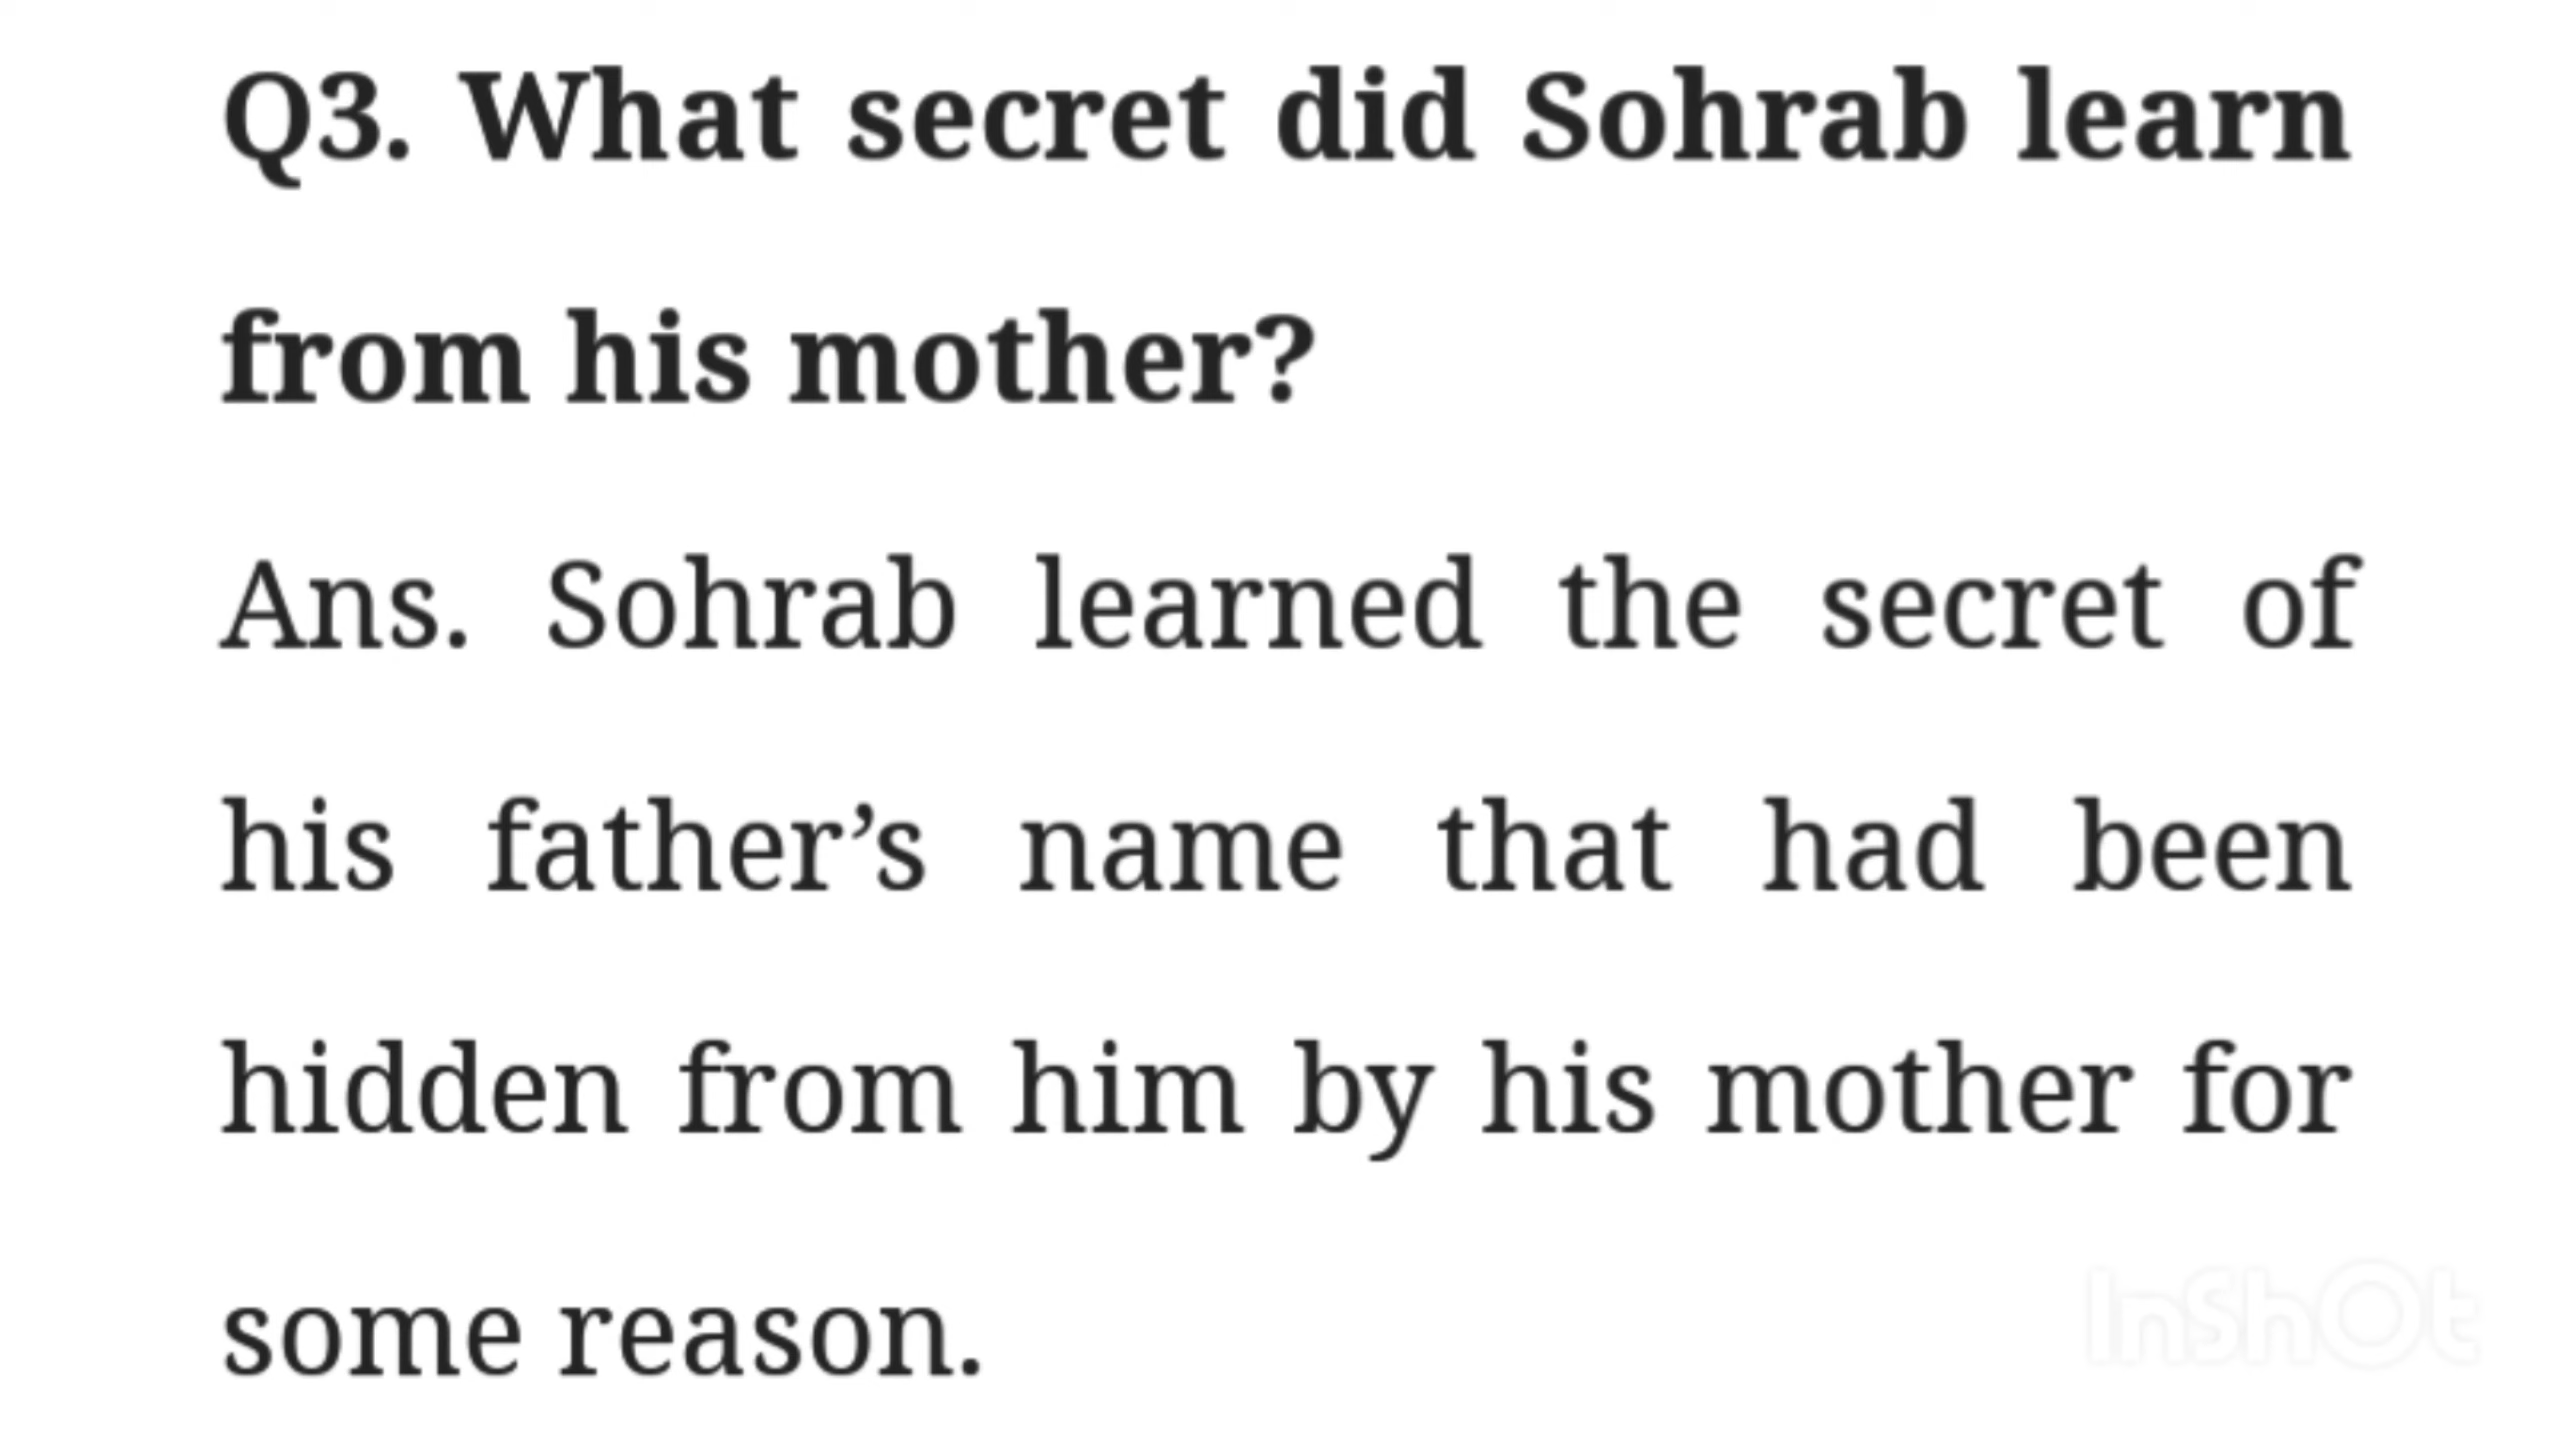 Q3. What secret did Sohrab learn
from his mother?
Ans. Sohrab learned the secret of
his father’s name that had been
hidden from him by his mother for
some reason.
InShOt